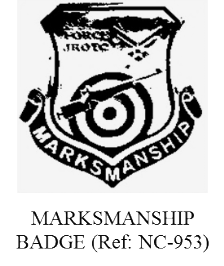 FORCE
JROTC
MARKSMANSHIP
MARKSMANSHIP
BADGE (Ref: NC-953)